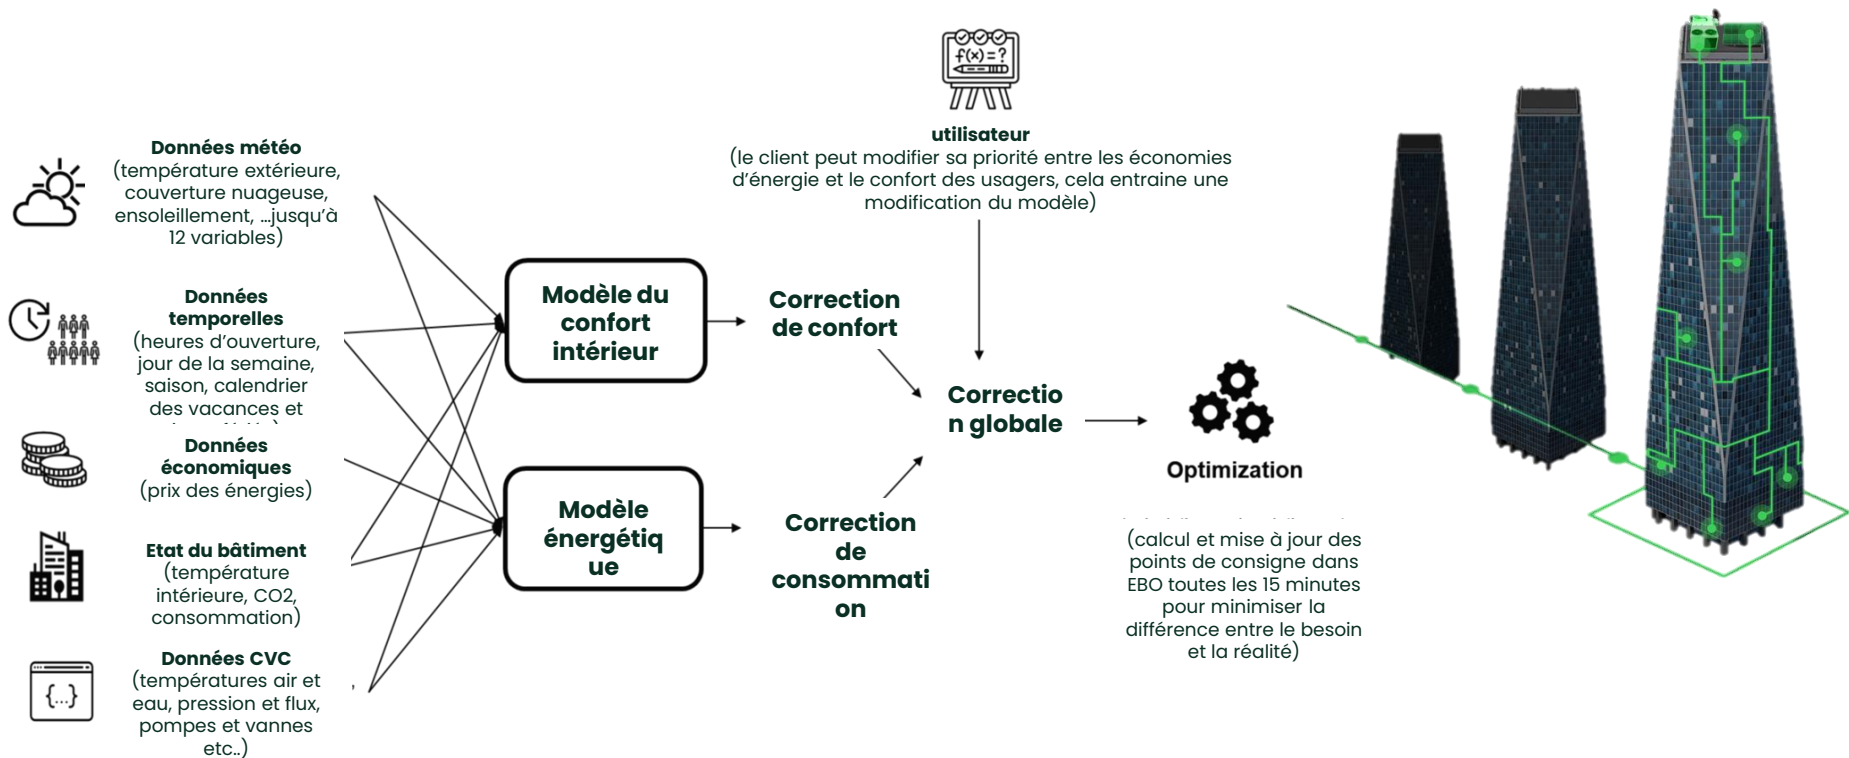 Données météo
(température extérieure,
couverture nuageuse,
ensoleillement, ...jusqu'à
12 variables)
Données
temporelles
(heures d'ouverture,
jour de la semaine,
saison, calendrier
des vacances et
Données
économiques
(prix des énergies)
Etat du bâtiment
(température
intérieure, CO2,
consommation)
Données CVC
(températures air et
eau, pression et flux,
pompes et vannes
etc..)
{...}
Modèle du
confort
intérieur
Modèle
énergétiq
ue
Correction
de confort
Correction
de
consommati
on
f(x)=?
utilisateur
(le client peut modifier sa priorité entre les économies
d'énergie et le confort des usagers, cela entraine une
modification du modèle)
Correctio
n globale
Optimization
(calcul et mise à jour des
points de consigne dans
EBO toutes les 15 minutes
pour minimiser la
différence entre le besoin
et la réalité)